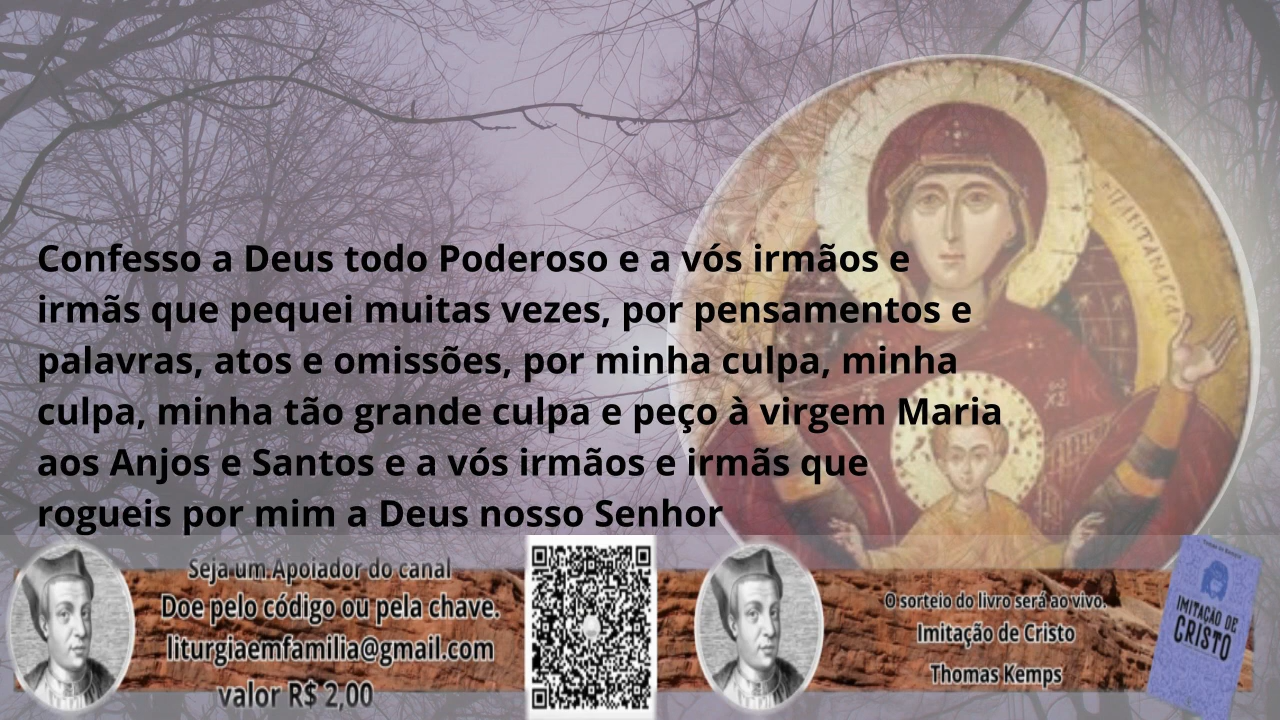 Confesso a Deus todo Poderoso e a vós irmãos e
irmãs que pequei muitas vezes, por pensamentos e
palavras, atos e omissões, por minha culpa, minha
culpa, minha tão grande culpa e peço à virgem Maria
aos Anjos e Santos e a vós irmãos e irmãs que
rogueis por mim a Deus nosso Senhor
Seja um Apoiador do canal
Doe pelo código ou pela chave.
liturgiaemfamilia@gmail.com
valor R$ 2,00
O sorteio do livro será ao vivo.
Imitação de Cristo
Thomas Kemps
IMITAÇÃO DE
CRISTO